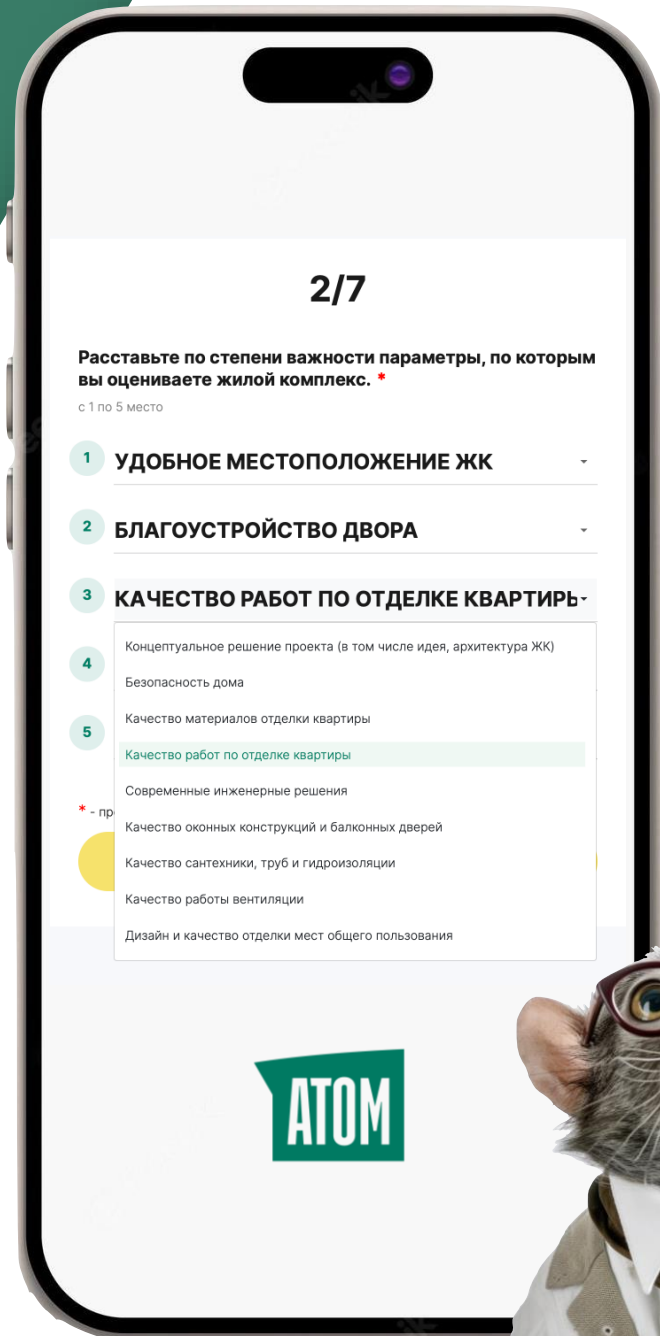 2/7
Расставьте по степени важности параметры, по которым
вы оцениваете жилой комплекс. *
с 1 по 5 место
1 УДОБНОЕ МЕСТОПОЛОЖЕНИЕ ЖК
2 БЛАГОУСТРОЙСТВО ДВОРА
3 КАЧЕСТВО РАБОТ ПО ОТДЕЛКЕ КВАРТИРЫ
Концептуальное решение проекта (в том числе идея, архитектура ЖК)
4
Безопасность дома
Качество материалов отделки квартиры
5
Качество работ по отделке квартиры
Современные инженерные решения
* - пр
Качество оконных конструкций и балконных дверей
Качество сантехники, труб и гидроизоляции
Качество работы вентиляции
Дизайн и качество отделки мест общего пользования
АТОМ